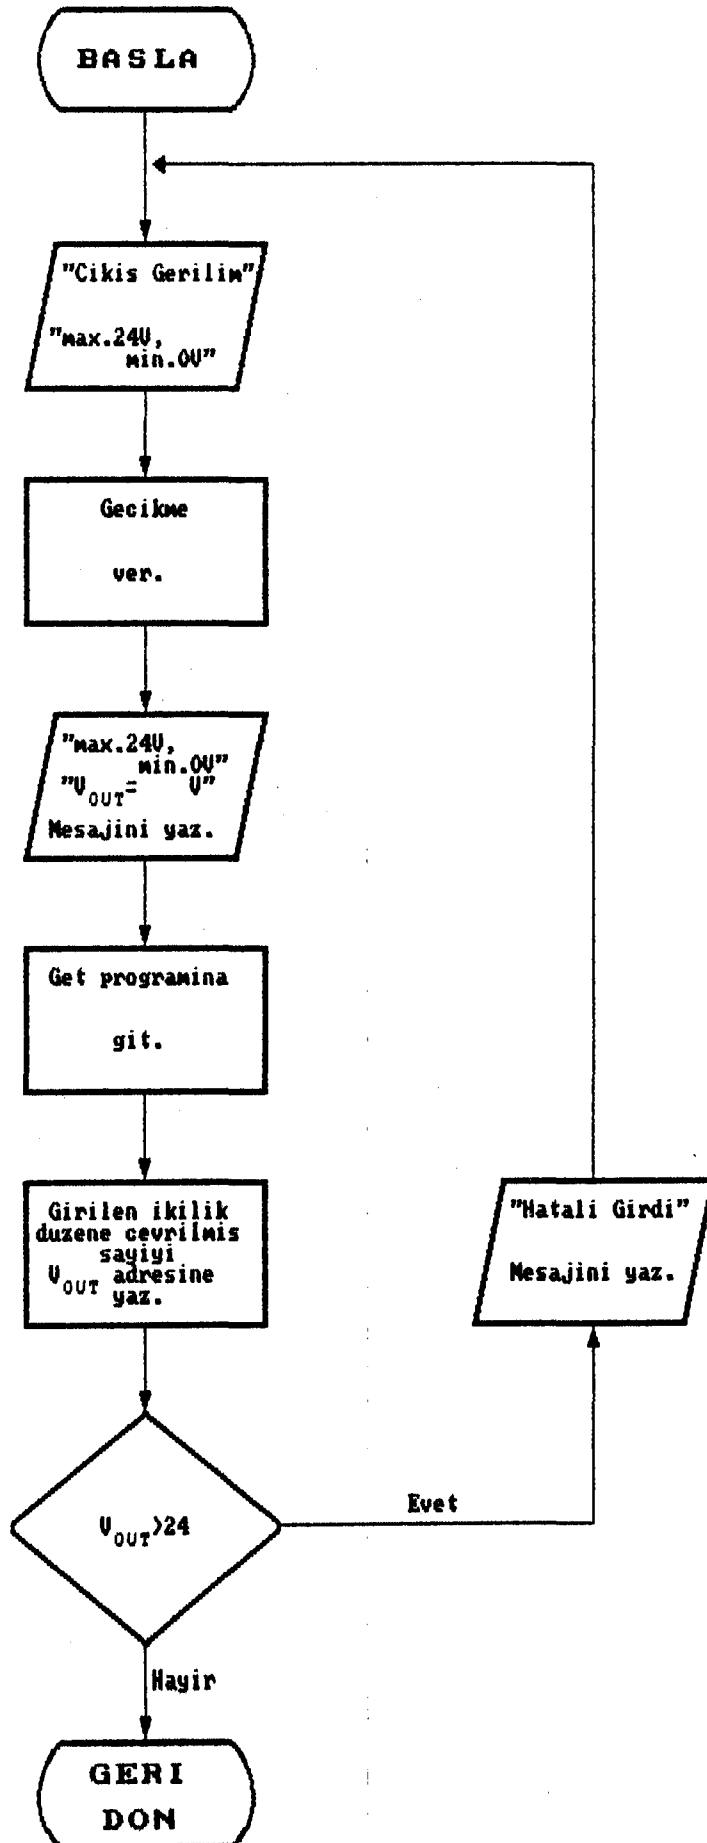 BASLA
"Cikis Gerilim"
"max.24V,
min.0V"
Gecikme
ver.
"max.24V,
min.0V"
"VOUT= V"
Mesajini yaz.
Get programina
git.
Girilen ikilik
duzene cevrilmis
sayiyi
VOUT adresine
yaz.
"Hatali Girdi"
Mesajini yaz.
VOUT>24
Evet
Hayir
GERI
DON